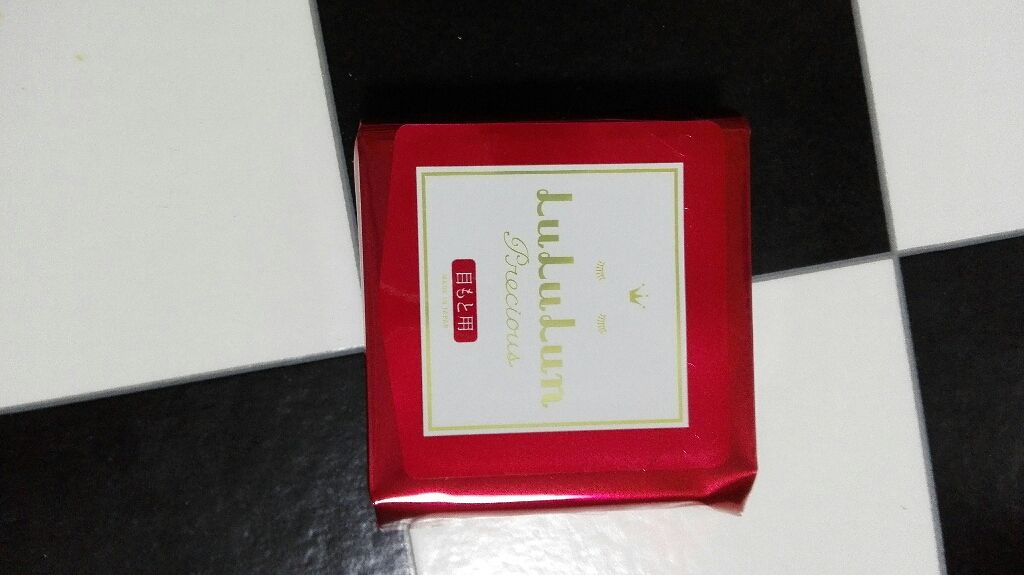 LuLuLun
Precious
目もと用
MADE IN JAPAN